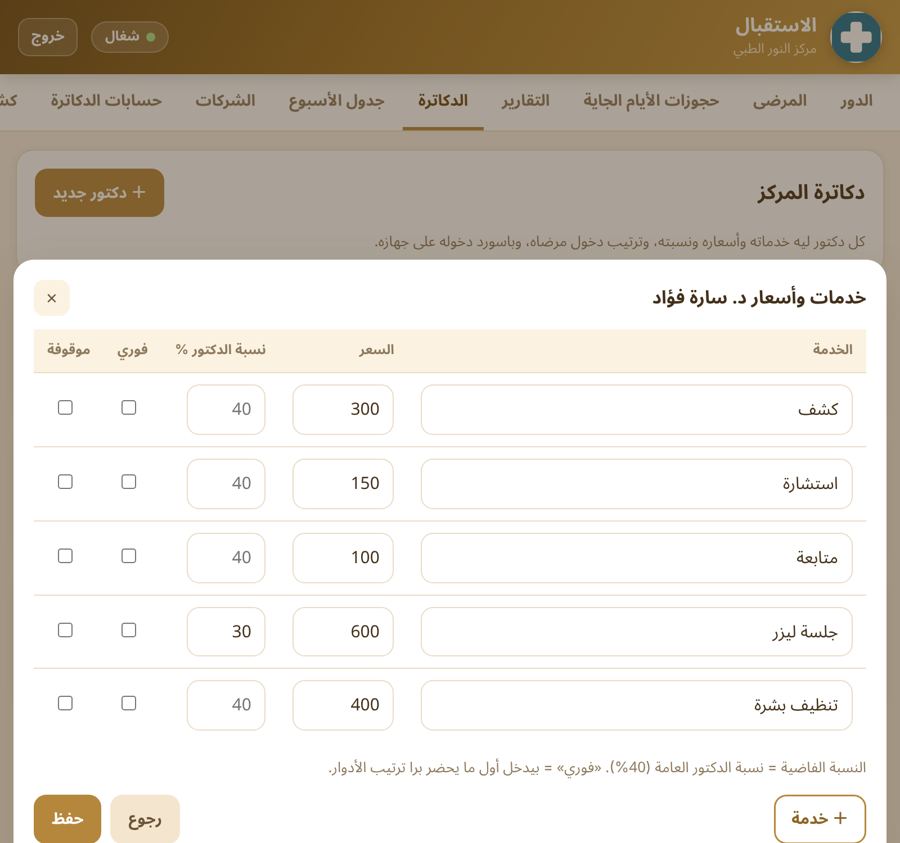 الاستقبال
مركز النور الطبي
شغال
خروج
الدور
المرضى
حجوزات الأيام الجاية
التقارير
الدكاترة
جدول الأسبوع
الشركات
حسابات الدكاترة
دكاترة المركز
+ دكتور جديد
كل دكتور ليه خدماته وأسعاره ونسبته، وترتيب دخول مرضاه، وباسورد دخوله على جهازه.
خدمات وأسعار د. سارة فؤاد
×
الخدمة السعر نسبة الدكتور % فوري موقوفة
كشف 300 40
استشارة 150 40
متابعة 100 40
جلسة ليزر 600 30
تنظيف بشرة 400 40
النسبة الفاضية = نسبة الدكتور العامة (40%). «فوري» = بيدخل أول ما يحضر برا ترتيب الأدوار.
+ خدمة
رجوع
حفظ